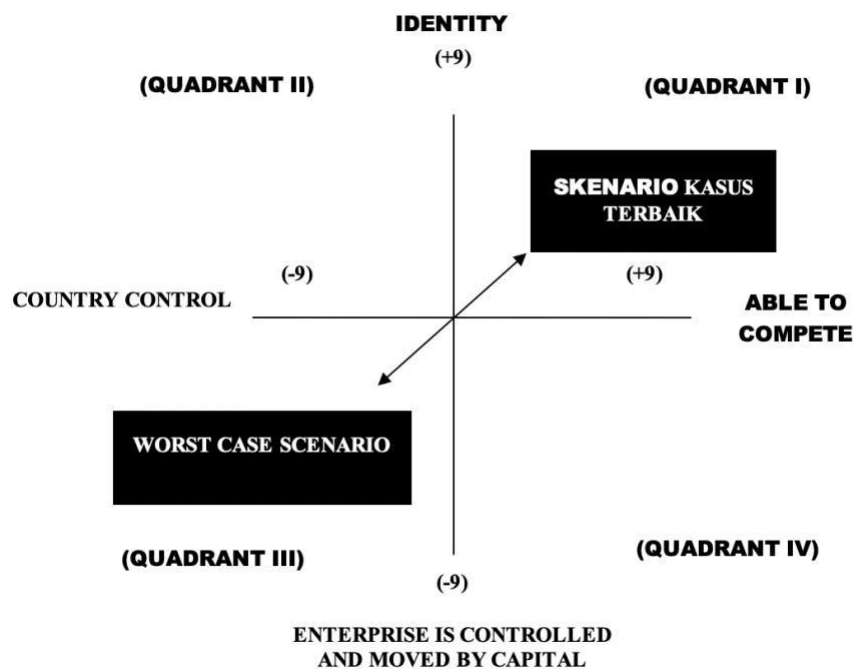 IDENTITY
(+9)
(QUADRANT II)
(QUADRANT I)
SKENARIO KASUS
TERBAIK
(-9)
(+9)
COUNTRY CONTROL
ABLE TO
COMPETE
WORST CASE SCENARIO
(QUADRANT III)
(QUADRANT IV)
(-9)
ENTERPRISE IS CONTROLLED
AND MOVED BY CAPITAL